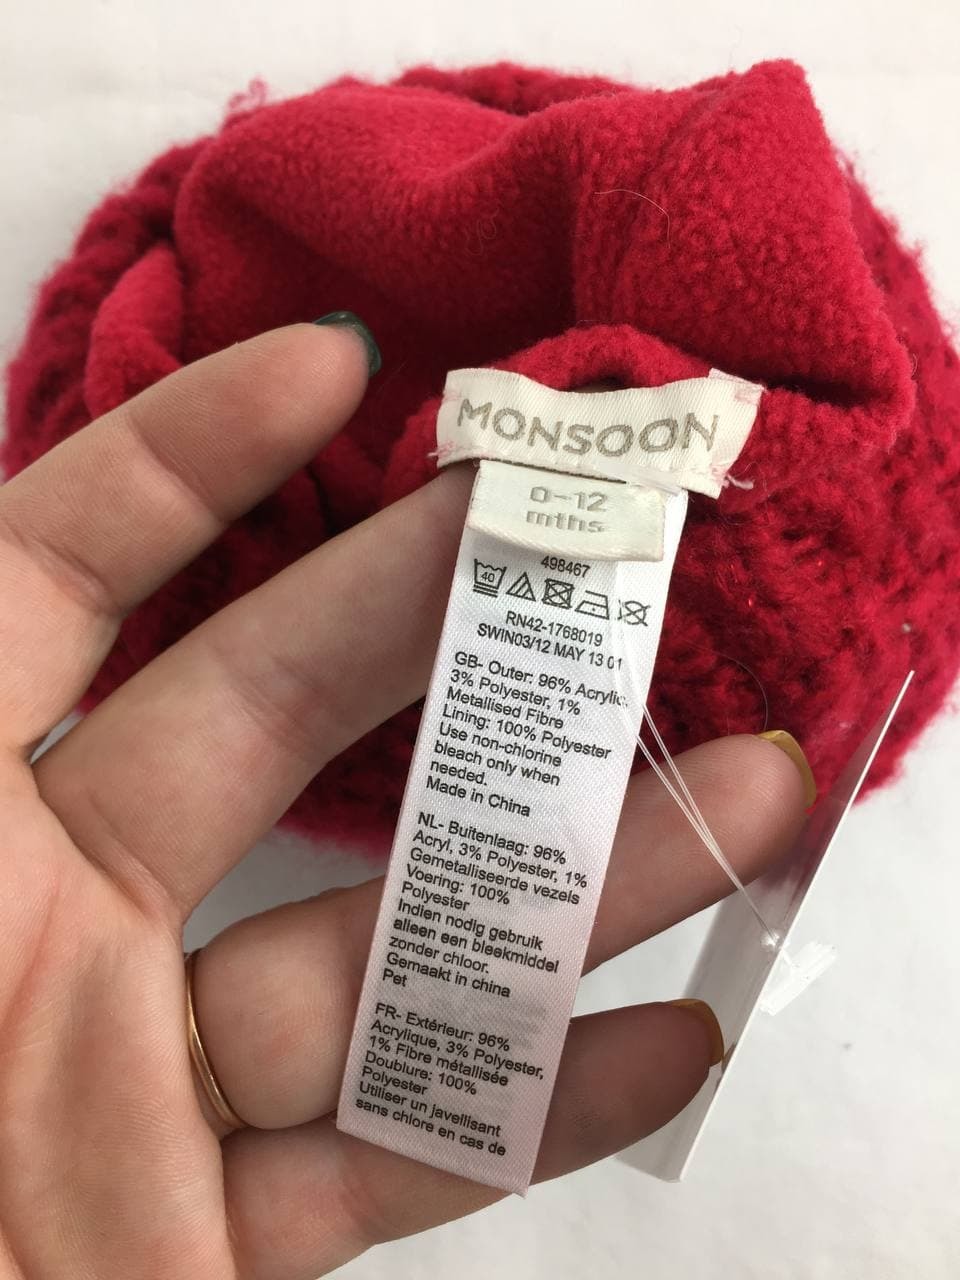 MONSOON
0-12
mths
498467
40
RN42-1768019
SWIN03/12 MAY 13 01
GB- Outer: 96% Acrylic,
3% Polyester, 1%
Metallised Fibre
Lining: 100% Polyester
Use non-chlorine
bleach only when
needed.
Made in China
NL- Buitenlaag: 96%
Acryl, 3% Polyester, 1%
Gemetalliseerde vezels
Voering: 100%
Polyester
Indien nodig gebruik
alleen een bleekmiddel
zonder chloor.
Gemaakt in china
Pet
FR- Extérieur: 96%
Acrylique, 3% Polyester,
1% Fibre métallisée
Doublure: 100%
Polyester
Utiliser un javellisant
sans chlore en cas de